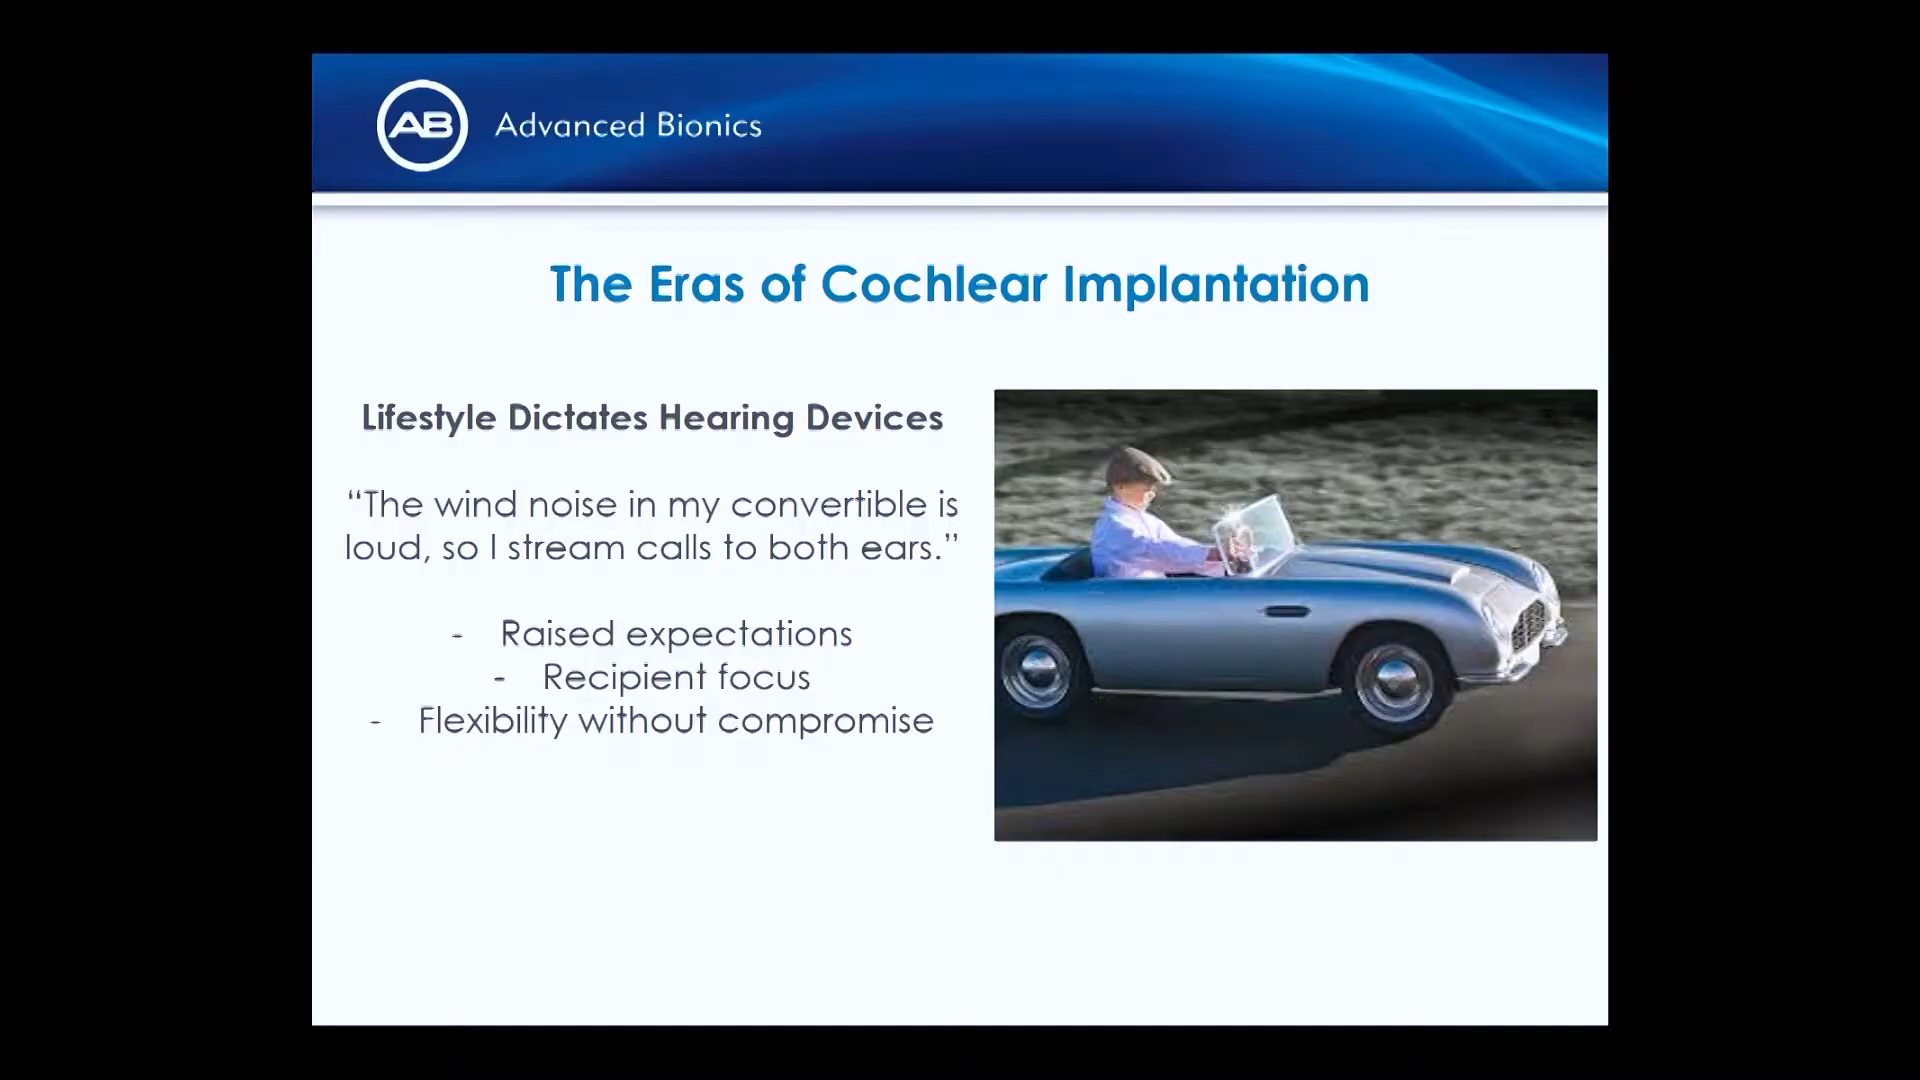 AB Advanced Bionics
The Eras of Cochlear Implantation
Lifestyle Dictates Hearing Devices
“The wind noise in my convertible is
loud, so I stream calls to both ears.”
- Raised expectations
- Recipient focus
- Flexibility without compromise